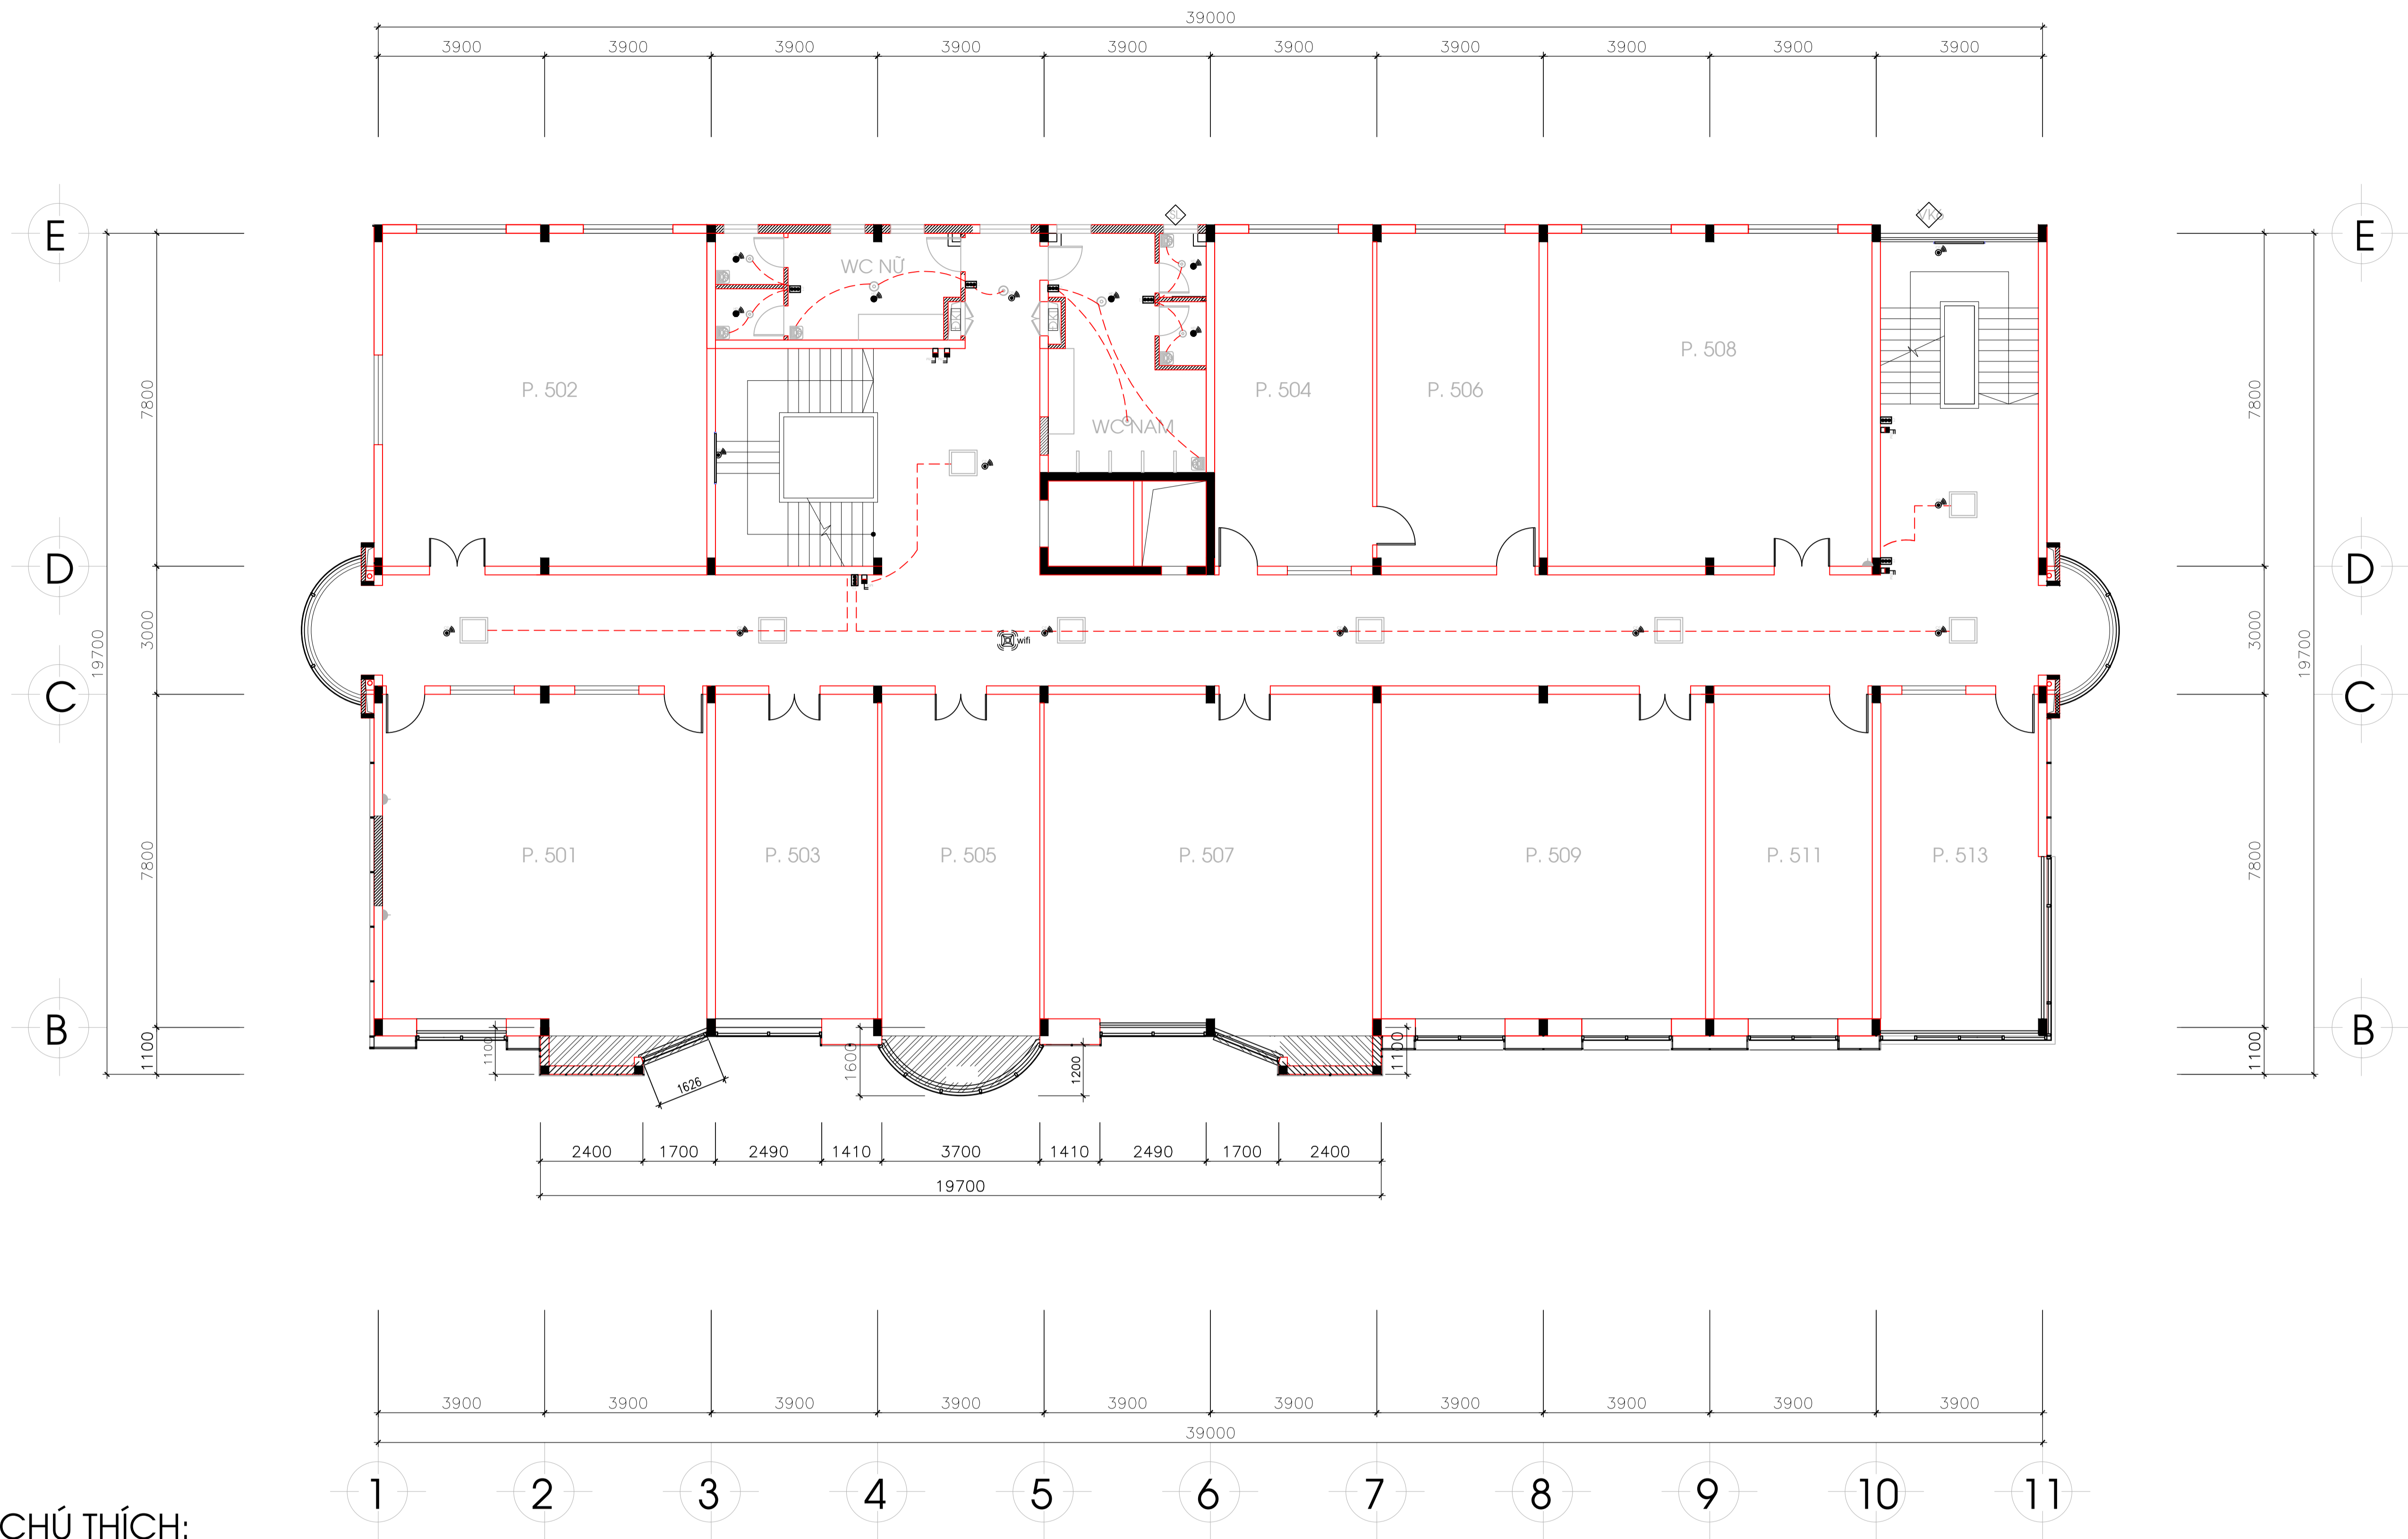 39000
3900 3900 3900 3900 3900 3900 3900 3900 3900 3900
SL VK6
E E
WC NỮ
P. 508
7800 P. 502 P. 504 P. 506 7800
WC NAM
D D
3000 3000
19700 wifi 19700
C C
7800 P. 501 P. 503 P. 505 P. 507 P. 509 P. 511 P. 513 7800
B B
1100 1100 1600 1100 1100
1626 1200
2400 1700 2490 1410 3700 1410 2490 1700 2400
19700
3900 3900 3900 3900 3900 3900 3900 3900 3900 3900
39000
1 2 3 4 5 6 7 8 9 10 11
CHÚ THÍCH: